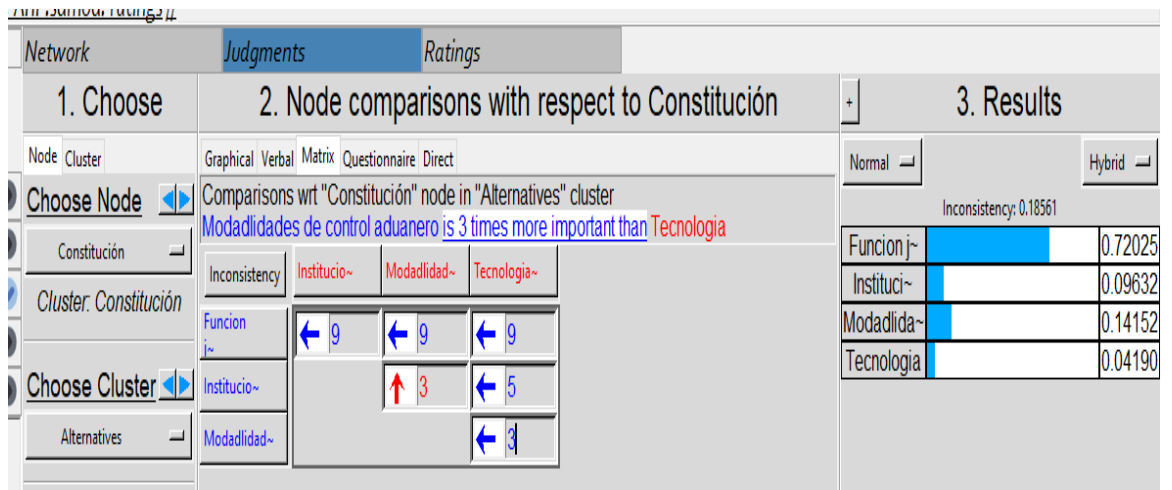 Network Judgments Ratings
1. Choose 2. Node comparisons with respect to Constitución + 3. Results
Node Cluster Graphical Verbal Matrix Questionnaire Direct Normal Hybrid
Choose Node Comparisons wrt "Constitución" node in "Alternatives" cluster
Modadlidades de control aduanero is 3 times more important than Tecnologia
Inconsistency: 0.18561
Constitución
Inconsistency Institucio~ Modadlidad~ Tecnologia~
Cluster: Constitución
Funcion j~ 9 9 9
Institucio~ 3 5
Modadlidad~ 3
Choose Cluster
Alternatives
Funcion j~ 0.72025
Instituci~ 0.09632
Modadlida~ 0.14152
Tecnologia 0.04190